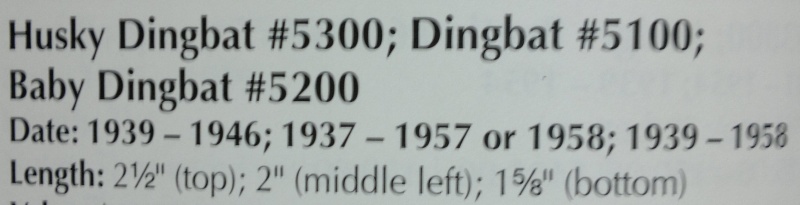 Husky Dingbat #5300; Dingbat #5100;
Baby Dingbat #5200
Date: 1939 – 1946; 1937 – 1957 or 1958; 1939 – 1958
Length: 2½" (top); 2" (middle left); 1⅝" (bottom)